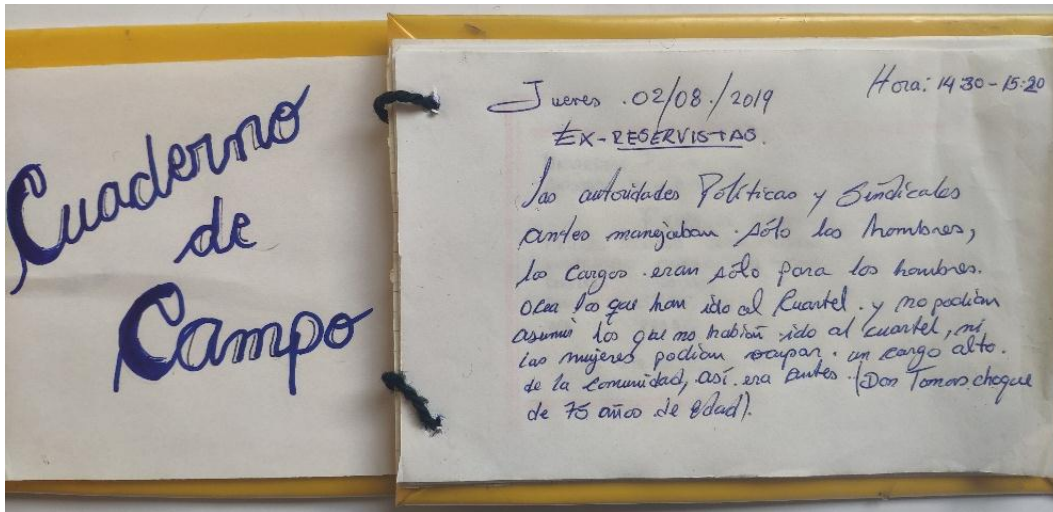 Cuaderno
de
Campo
Jueves 02/08/2019
Hora: 14:30-15:20
EX-RESERVISTAS.
Las autoridades Políticas y Sindicales
antes manejaban sólo los hombres,
los cargos eran sólo para los hombres.
osea los que han ido al Cuartel. y no podían
asumir los que no habían ido al cuartel, ni
las mujeres podían ocupar un cargo alto.
de la comunidad, así era antes. (Don Tomas choque
de 75 años de Edad).